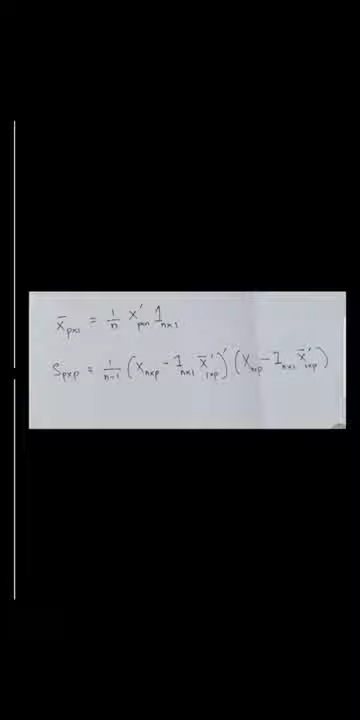 x̄ₚₓ₁ = 1/n X′ₚₓₙ 1ₙₓ₁
Sₚₓₚ = 1/(n-1) (Xₙₓₚ - 1ₙₓ₁ x̄′₁ₓₚ)′ (Xₙₓₚ - 1ₙₓ₁ x̄′₁ₓₚ)